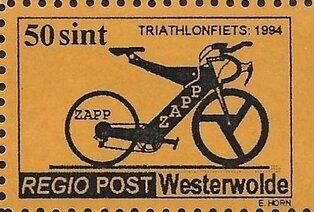 50 sint
TRIATHLONFIETS: 1994
ZAPP
ZAPP
REGIO POST Westerwolde
E. HORN